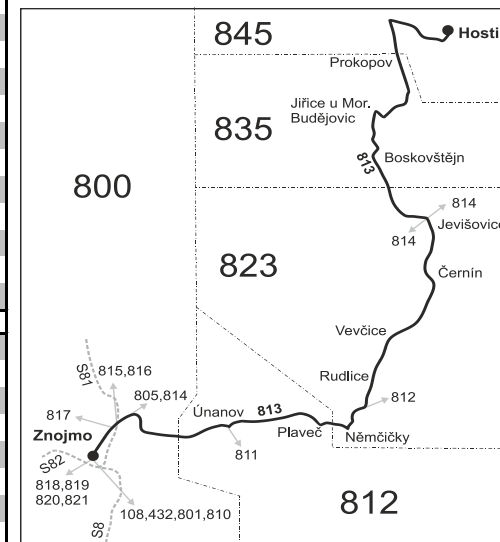 845
Hosti
Prokopov
Jiřice u Mor.
Budějovic
835
Boskovštějn
813
800
814
Jevišovice
814
823
Černín
Vevčice
Rudlice
812
S81
815,816
805,814
Únanov
813
817
Plaveč
Němčičky
Znojmo
811
S82
818,819
820,821
108,432,801,810
812
S8